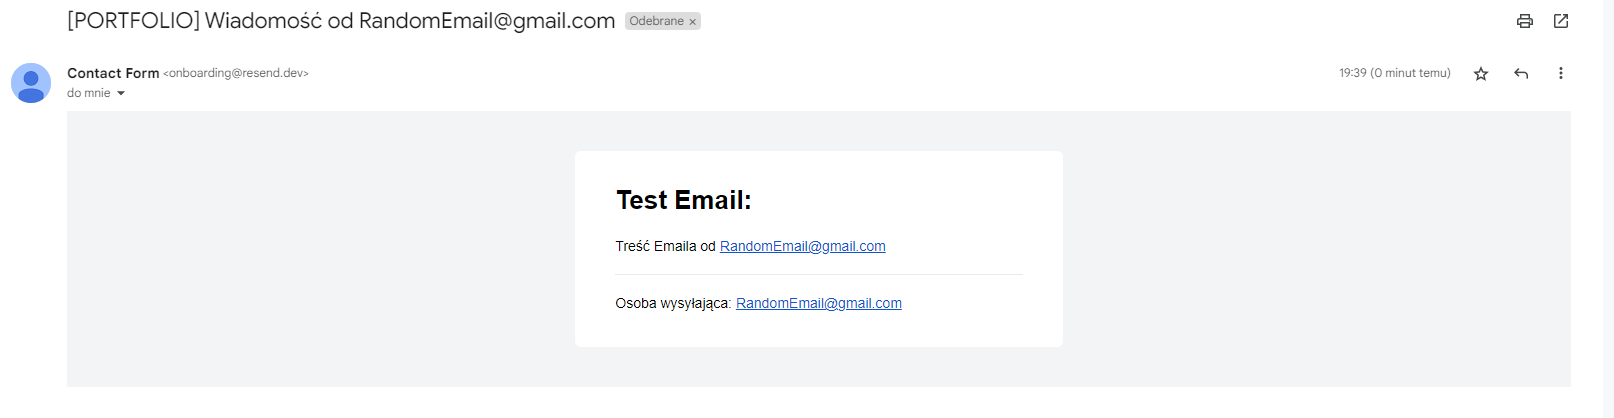 [PORTFOLIO] Wiadomość od RandomEmail@gmail.com Odebrane ×
Contact Form <onboarding@resend.dev> 19:39 (0 minut temu)
do mnie
Test Email:
Treść Emaila od RandomEmail@gmail.com
Osoba wysyłająca: RandomEmail@gmail.com